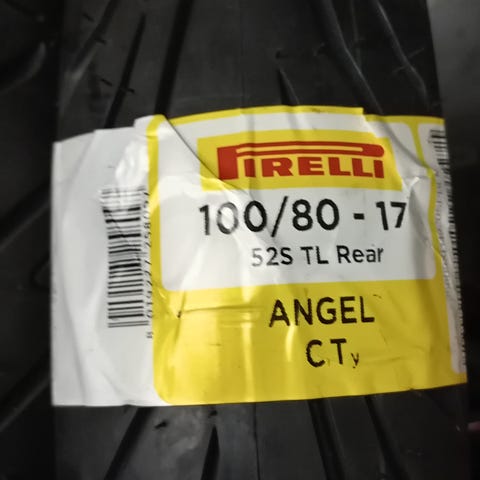 PIRELLI
100/80 - 17
52S TL Rear
ANGEL
CTy